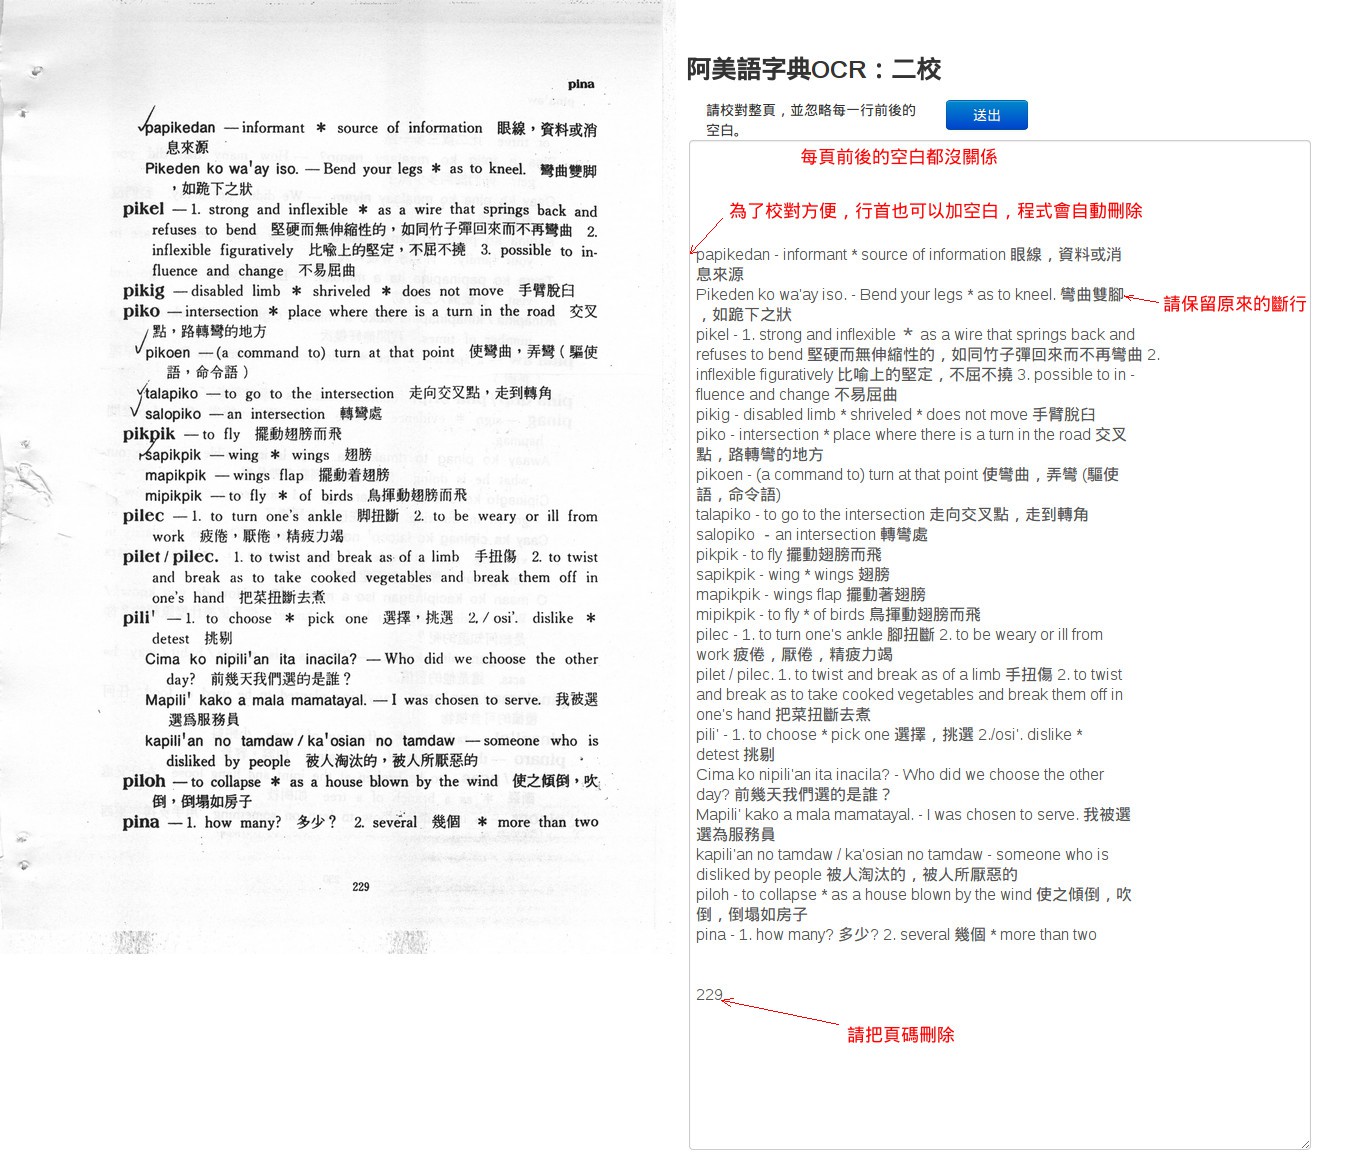 pina
papikedan — informant * source of information 眼線，資料或消
息來源
Pikeden ko wa'ay iso. — Bend your legs * as to kneel. 彎曲雙脚
，如跪下之狀
pikel — 1. strong and inflexible * as a wire that springs back and
refuses to bend 堅硬而無伸縮性的，如同竹子彈回來而不再彎曲 2.
inflexible figuratively 比喻上的堅定，不屈不撓 3. possible to in-
fluence and change 不易屈曲
pikig — disabled limb * shriveled * does not move 手臂脫臼
piko — intersection * place where there is a turn in the road 交叉
點，路轉彎的地方
pikoen — (a command to) turn at that point 使彎曲，弄彎（驅使
語，命令語）
talapiko — to go to the intersection 走向交叉點，走到轉角
salopiko — an intersection 轉彎處
pikpik — to fly 擺動翅膀而飛
sapikpik — wing * wings 翅膀
mapikpik — wings flap 擺動着翅膀
mipikpik — to fly * of birds 鳥揮動翅膀而飛
pilec — 1. to turn one's ankle 脚扭斷 2. to be weary or ill from
work 疲倦，厭倦，精疲力竭
pilet / pilec. 1. to twist and break as of a limb 手扭傷 2. to twist
and break as to take cooked vegetables and break them off in
one's hand 把菜扭斷去煮
pili' — 1. to choose * pick one 選擇，挑選 2. / osi'. dislike *
detest 挑剔
Cima ko nipili'an ita inacila? — Who did we choose the other
day? 前幾天我們選的是誰？
Mapili' kako a mala mamatayal. — I was chosen to serve. 我被選
選爲服務員
kapili'an no tamdaw / ka'osian no tamdaw — someone who is
disliked by people 被人淘汰的，被人所厭惡的
piloh — to collapse * as a house blown by the wind 使之傾倒，吹
倒，倒塌如房子
pina — 1. how many? 多少？ 2. several 幾個 * more than two
229
阿美語字典OCR：二校
請校對整頁，並忽略每一行前後的
空白。
送出
每頁前後的空白都沒關係
為了校對方便，行首也可以加空白，程式會自動刪除
papikedan - informant * source of information 眼線，資料或消
息來源
Pikeden ko wa'ay iso. - Bend your legs * as to kneel. 彎曲雙腳
請保留原來的斷行
，如跪下之狀
pikel - 1. strong and inflexible ＊ as a wire that springs back and
refuses to bend 堅硬而無伸縮性的，如同竹子彈回來而不再彎曲 2.
inflexible figuratively 比喻上的堅定，不屈不撓 3. possible to in -
fluence and change 不易屈曲
pikig - disabled limb * shriveled * does not move 手臂脫臼
piko - intersection * place where there is a turn in the road 交叉
點，路轉彎的地方
pikoen - (a command to) turn at that point 使彎曲，弄彎 (驅使
語，命令語)
talapiko - to go to the intersection 走向交叉點，走到轉角
salopiko - an intersection 轉彎處
pikpik - to fly 擺動翅膀而飛
sapikpik - wing * wings 翅膀
mapikpik - wings flap 擺動著翅膀
mipikpik - to fly * of birds 鳥揮動翅膀而飛
pilec - 1. to turn one's ankle 腳扭斷 2. to be weary or ill from
work 疲倦，厭倦，精疲力竭
pilet / pilec. 1. to twist and break as of a limb 手扭傷 2. to twist
and break as to take cooked vegetables and break them off in
one's hand 把菜扭斷去煮
pili' - 1. to choose * pick one 選擇，挑選 2./osi'. dislike *
detest 挑剔
Cima ko nipili'an ita inacila? - Who did we choose the other
day? 前幾天我們選的是誰？
Mapili' kako a mala mamatayal. - I was chosen to serve. 我被選
選為服務員
kapili'an no tamdaw / ka'osian no tamdaw - someone who is
disliked by people 被人淘汰的，被人所厭惡的
piloh - to collapse * as a house blown by the wind 使之傾倒，吹
倒，倒塌如房子
pina - 1. how many? 多少? 2. several 幾個 * more than two
229
請把頁碼刪除